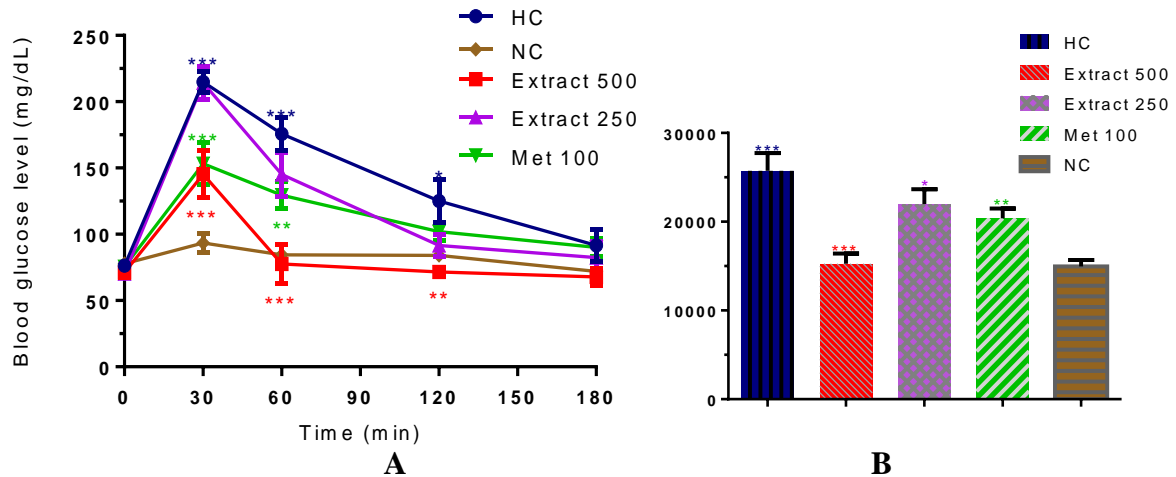 Blood glucose level (mg/dL)
250
200
150
100
50
0
0 30 60 90 120 150 180
Time (min)
HC
NC
Extract 500
Extract 250
Met 100
***
***
*
***
***
**
***
**
A
30000
20000
10000
0
***
***
*
**
HC
Extract 500
Extract 250
Met 100
NC
B